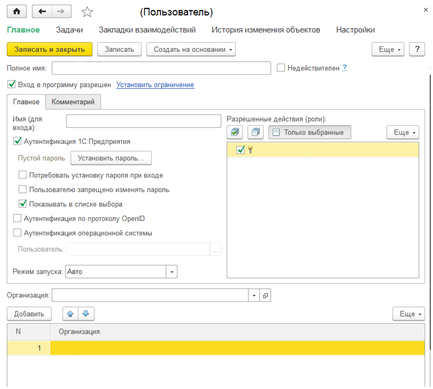 (Пользователь)
Главное Задачи Закладки взаимодействий История изменения объектов Настройки
Записать и закрыть Записать Создать на основании Еще ?
Полное имя: Недействителен ?
Вход в программу разрешен Установить ограничение
Главное Комментарий
Имя (для входа):
Разрешенные действия (роли):
Только выбранные Еще
Аутентификация 1С:Предприятия
Пустой пароль Установить пароль...
Потребовать установку пароля при входе
Пользователю запрещено изменять пароль
Показывать в списке выбора
Аутентификация по протоколу OpenID
Аутентификация операционной системы
Пользователь: ...
Режим запуска: Авто
Организация:
Добавить Еще
N Организация
1